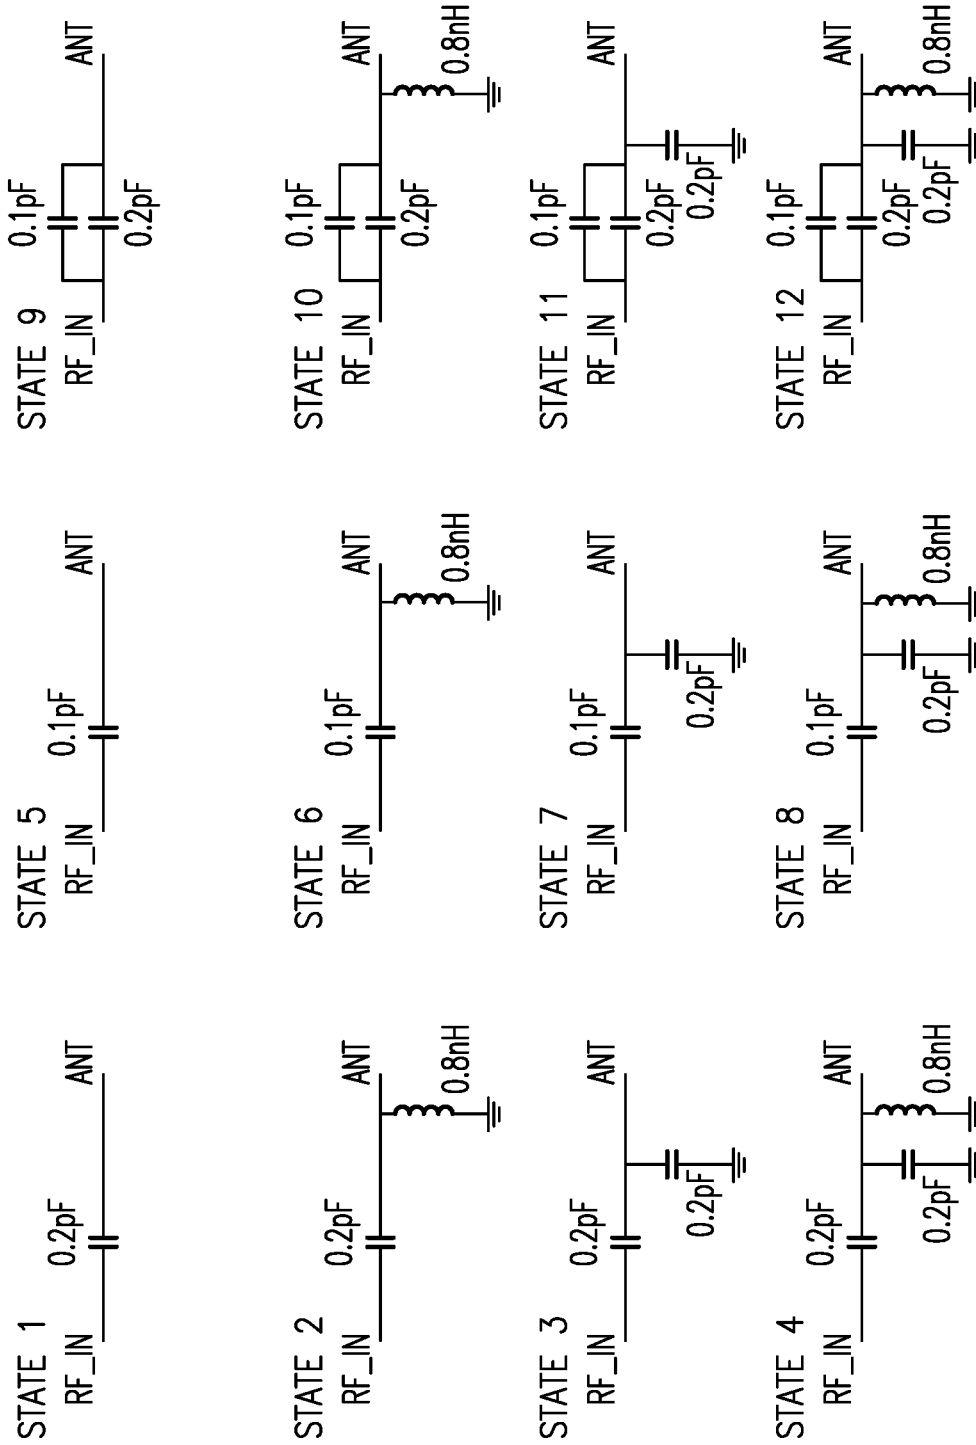 STATE 1
RF_IN
0.2pF
ANT
STATE 2
RF_IN
0.2pF
ANT
0.8nH
STATE 3
RF_IN
0.2pF
ANT
0.2pF
STATE 4
RF_IN
0.2pF
ANT
0.2pF
0.8nH
STATE 5
RF_IN
0.1pF
ANT
STATE 6
RF_IN
0.1pF
ANT
0.8nH
STATE 7
RF_IN
0.1pF
ANT
0.2pF
STATE 8
RF_IN
0.1pF
ANT
0.2pF
0.8nH
STATE 9
RF_IN
0.1pF
0.2pF
ANT
STATE 10
RF_IN
0.1pF
0.2pF
ANT
0.8nH
STATE 11
RF_IN
0.1pF
0.2pF
ANT
0.2pF
STATE 12
RF_IN
0.1pF
0.2pF
ANT
0.2pF
0.8nH